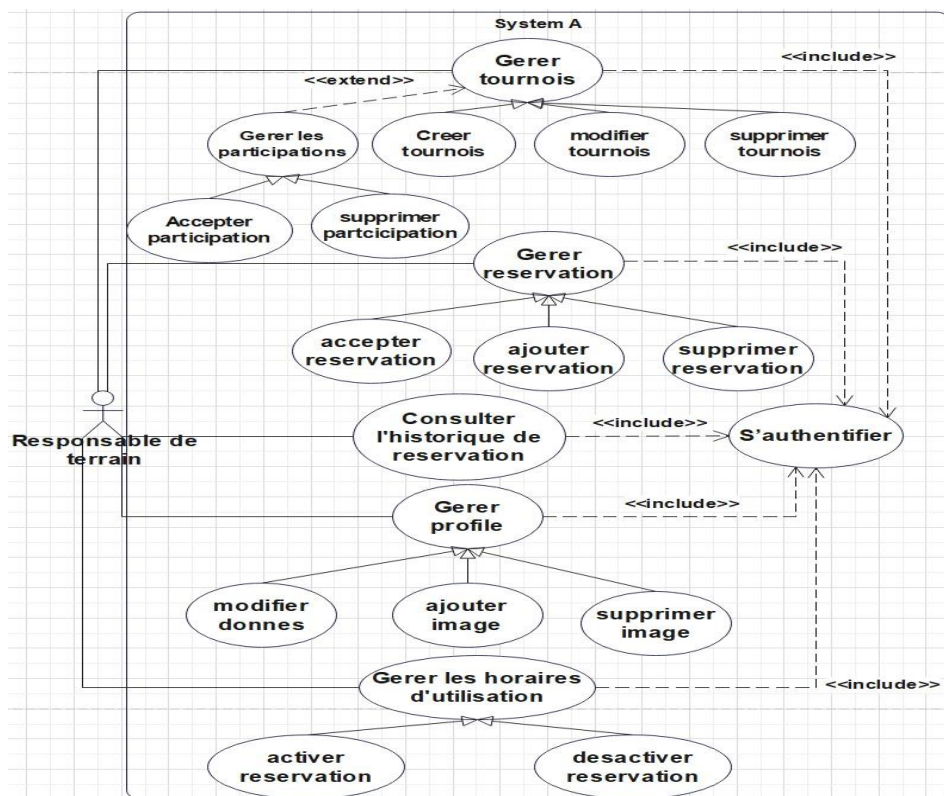 System A
Gerer
tournois
<<include>>
<<extend>>
Gerer les
participations
Creer
tournois
modifier
tournois
supprimer
tournois
Accepter
participation
supprimer
partcicipation
Gerer
reservation
<<include>>
accepter
reservation
ajouter
reservation
supprimer
reservation
Responsable de
terrain
Consulter
l'historique de
reservation
<<include>>
S'authentifier
Gerer
profile
<<include>>
modifier
donnes
ajouter
image
supprimer
image
Gerer les horaires
d'utilisation
<<include>>
activer
reservation
desactiver
reservation